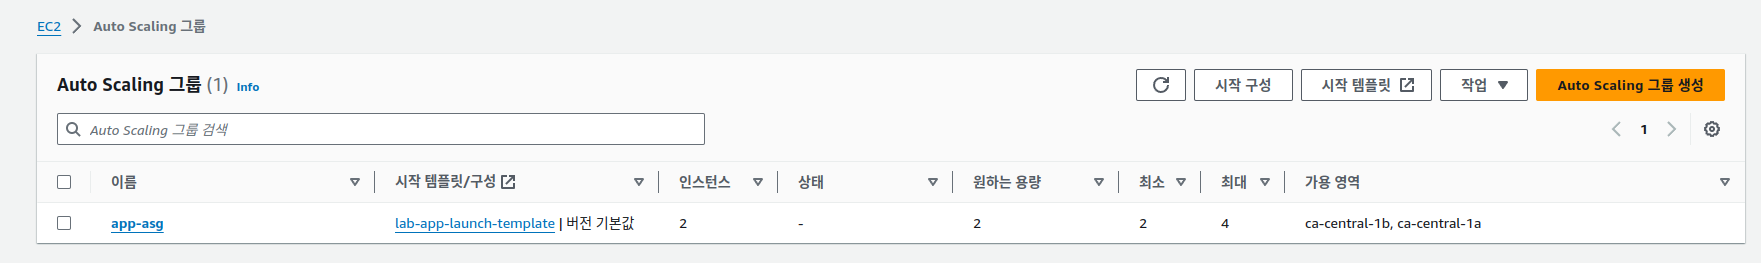 EC2 > Auto Scaling 그룹
Auto Scaling 그룹 (1) Info
시작 구성 시작 템플릿 작업 Auto Scaling 그룹 생성
Auto Scaling 그룹 검색
1
이름 시작 템플릿/구성 인스턴스 상태 원하는 용량 최소 최대 가용 영역
app-asg lab-app-launch-template | 버전 기본값 2 - 2 2 4 ca-central-1b, ca-central-1a